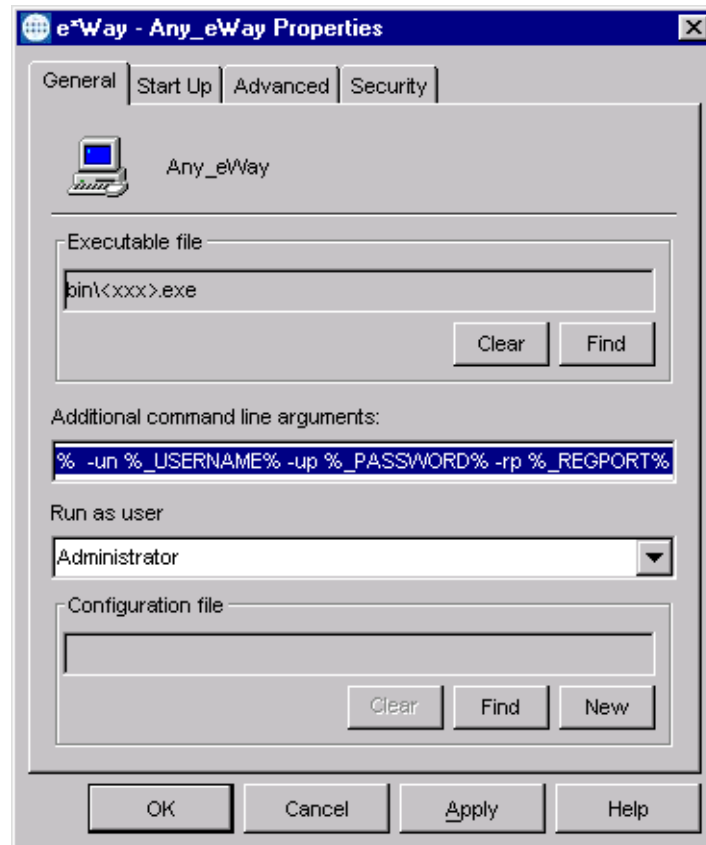 e*Way - Any_eWay Properties
General Start Up Advanced Security
Any_eWay
Executable file
bin\<xxx>.exe
Clear Find
Additional command line arguments:
% -un %_USERNAME% -up %_PASSWORD% -rp %_REGPORT%
Run as user
Administrator
Configuration file
Clear Find New
OK Cancel Apply Help